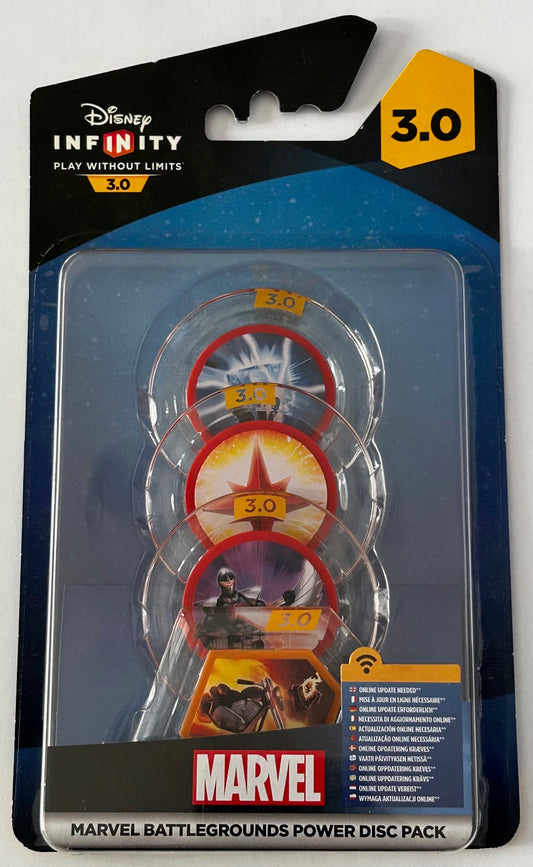 Disney
INFINITY
PLAY WITHOUT LIMITS
3.0
3.0
3.0
3.0
3.0
3.0
ONLINE UPDATE NEEDED**
MISE À JOUR EN LIGNE NÉCESSAIRE**
ONLINE UPDATE ERFORDERLICH**
NECESSITA DI AGGIORNAMENTO ONLINE**
ACTUALIZACIÓN ONLINE NECESARIA**
ATUALIZAÇÃO ONLINE NECESSÁRIA**
ONLINE OPDATERING KRÆVES**
VAATII PÄIVITYKSEN NETISSÄ**
ONLINE OPPDATERING KREVES**
ONLINE UPPDATERING KRÄVS**
ONLINE UPDATE VEREIST**
WYMAGA AKTUALIZACJI ONLINE**
MARVEL
MARVEL BATTLEGROUNDS POWER DISC PACK